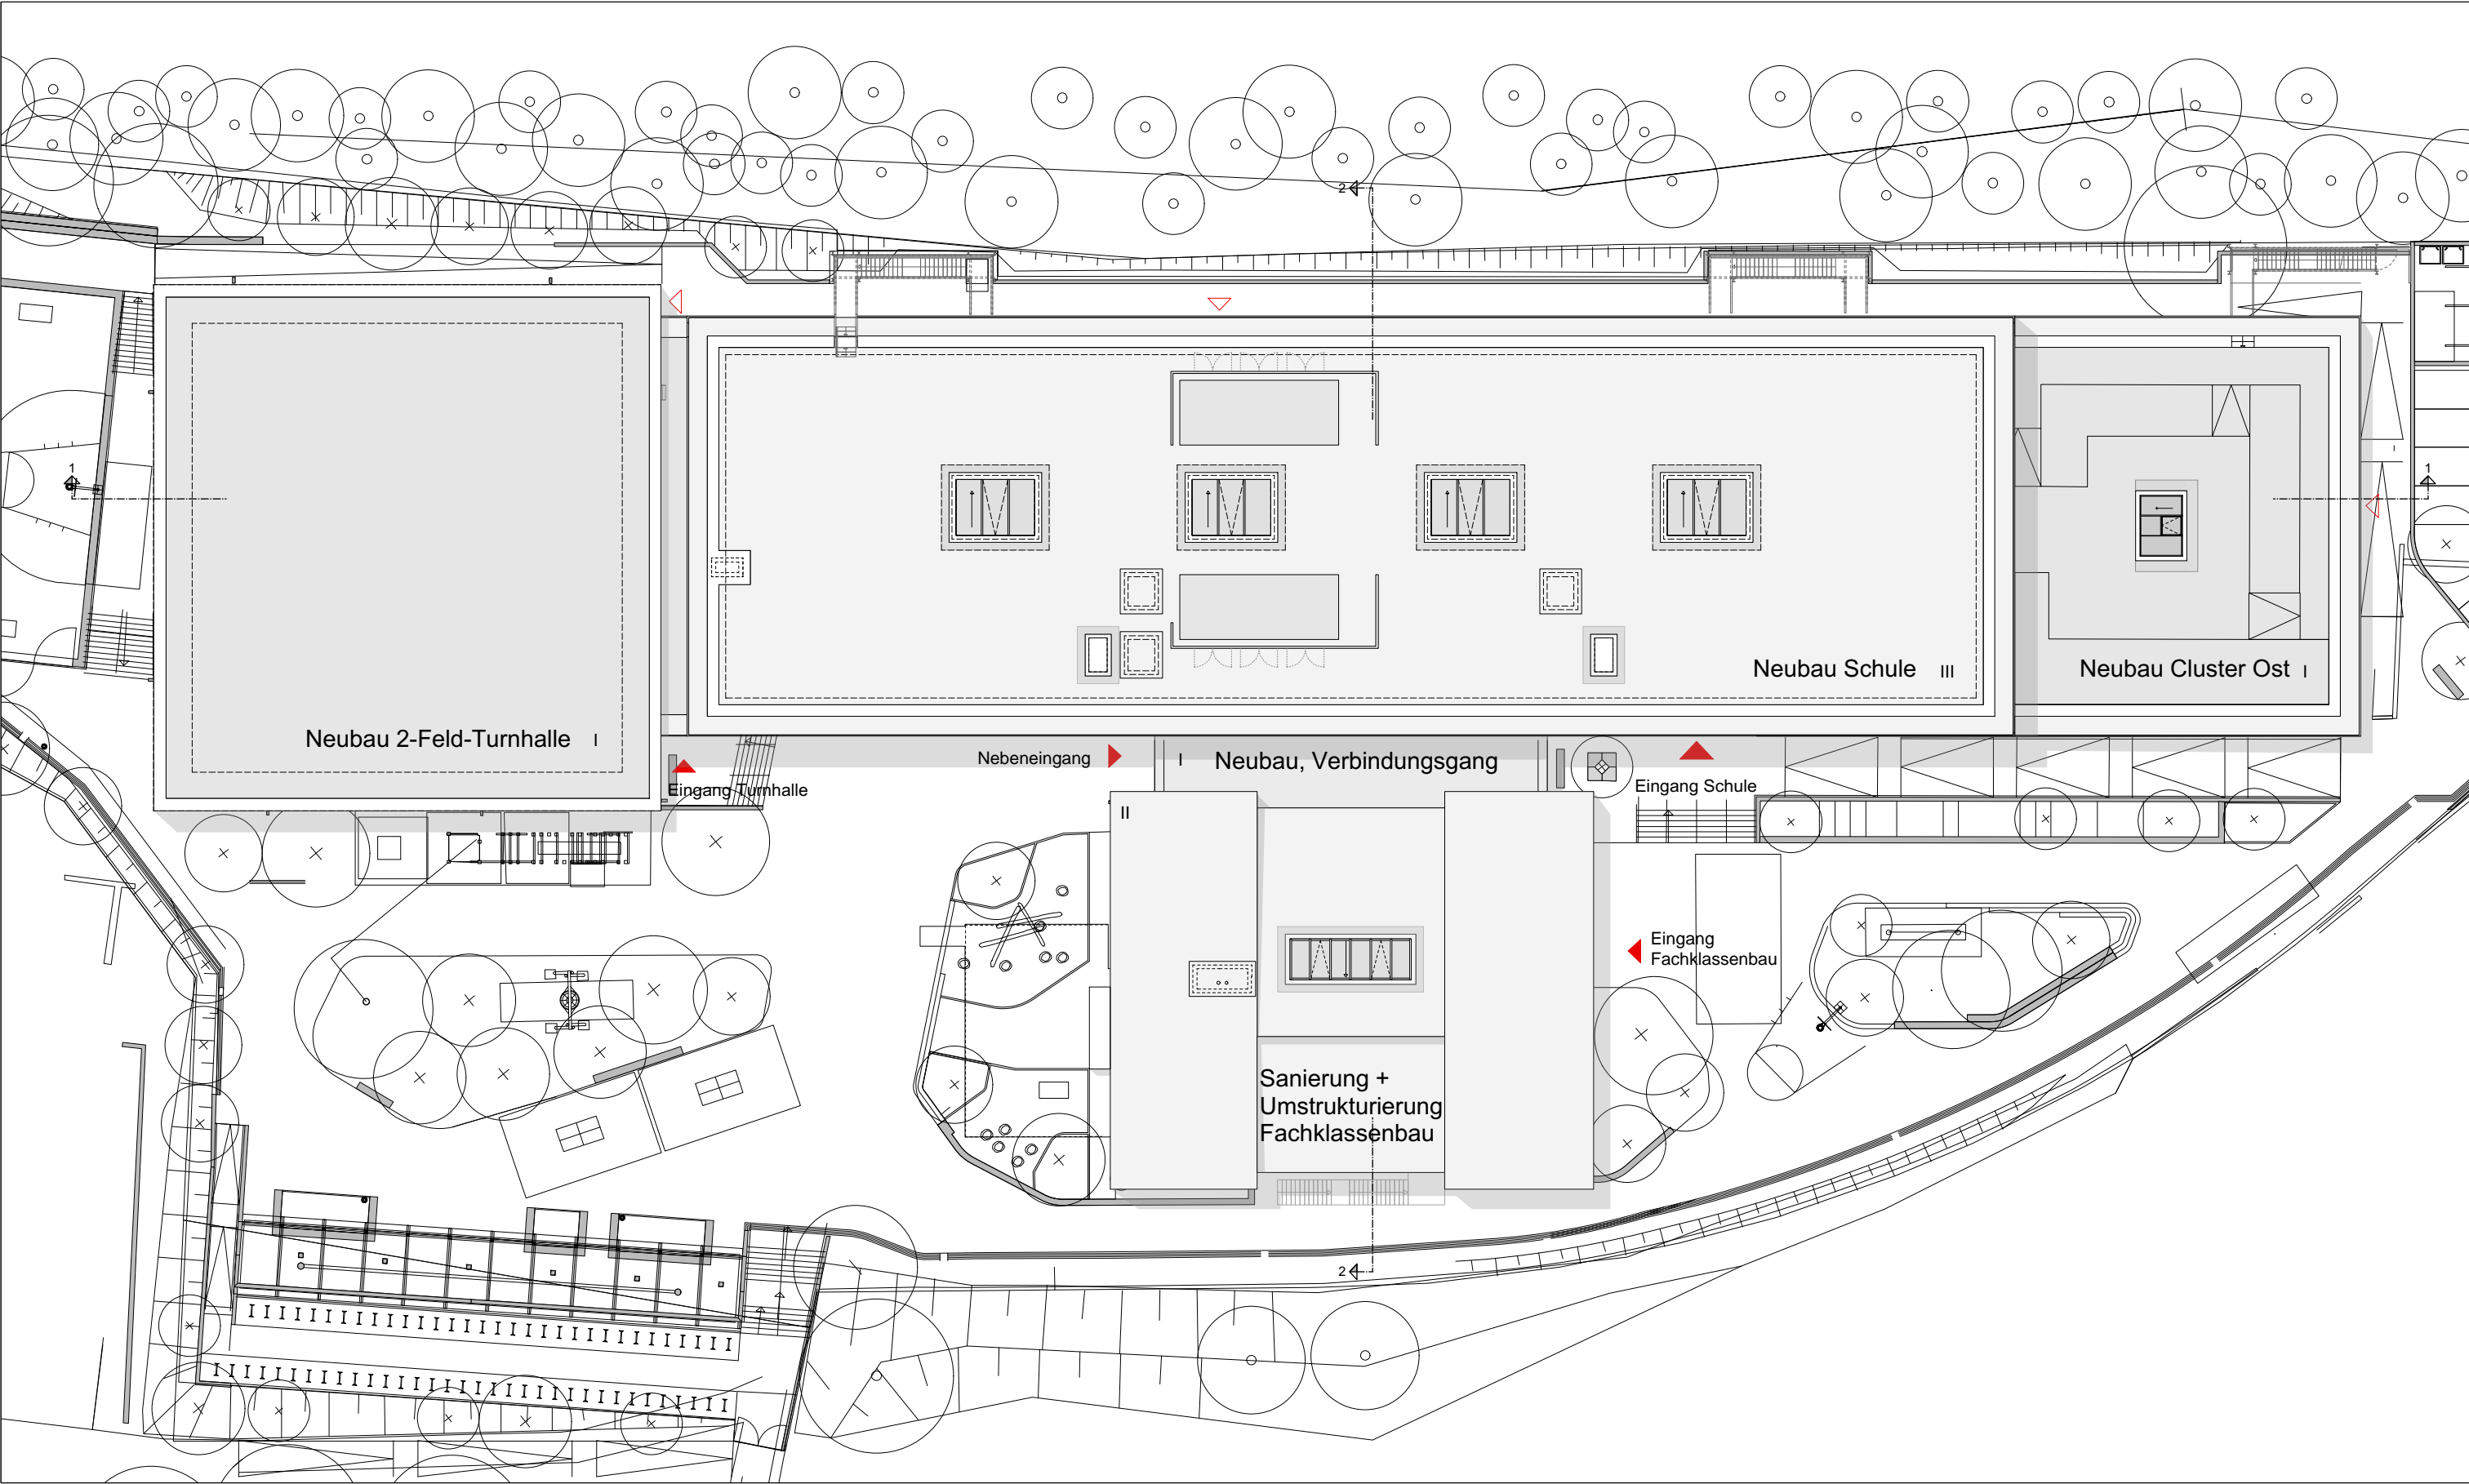 2
1
1
Neubau Schule III
Neubau Cluster Ost I
Neubau 2-Feld-Turnhalle I
Nebeneingang
I Neubau, Verbindungsgang
Eingang Turnhalle
Eingang Schule
II
Eingang
Fachklassenbau
Sanierung +
Umstrukturierung
Fachklassenbau
2